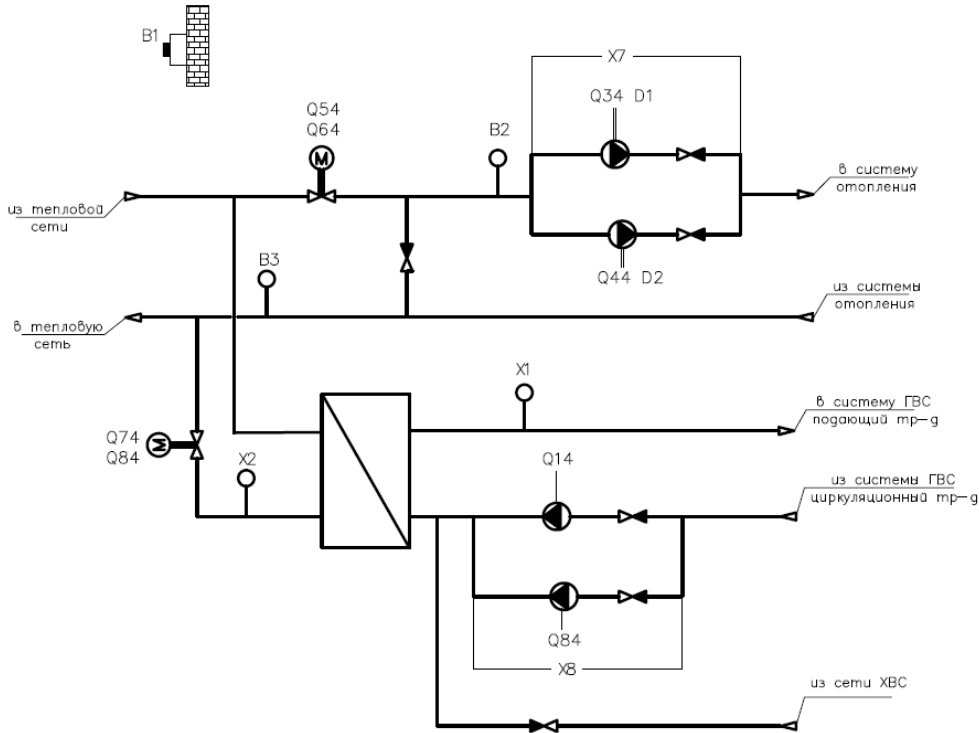 B1
X7
Q34 D1
Q54
Q64
B2
в систему
отопления
из тепловой
сети
Q44 D2
B3
из системы
отопления
в тепловую
сеть
X1
в систему ГВС
подающий тр-д
Q74
Q84
X2
Q14
из системы ГВС
циркуляционный тр-д
Q84
X8
из сети ХВС
M
M